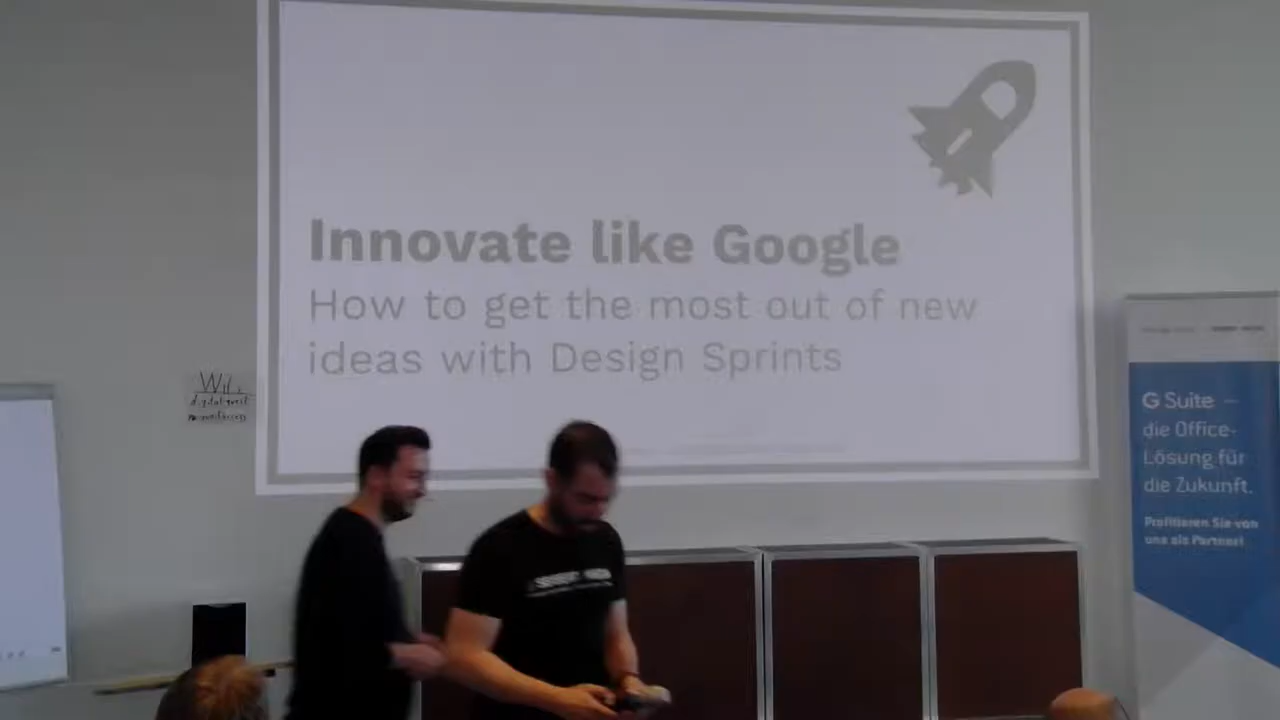 Innovate like Google
How to get the most out of new
ideas with Design Sprints
G Suite —
die Office-
Lösung für
die Zukunft.
Profitieren Sie von
uns als Partner!